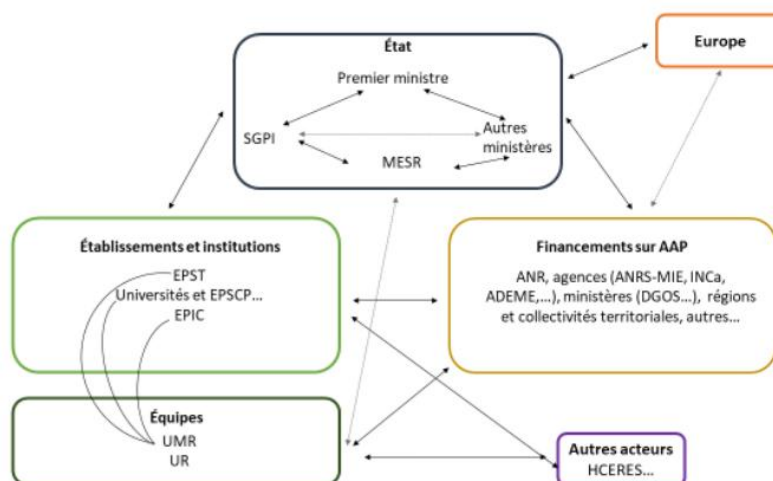 État
Premier ministre
SGPI
Autres
ministères
MESR
Europe
Établissements et institutions
EPST
Universités et EPSCP...
EPIC
Financements sur AAP
ANR, agences (ANRS-MIE, INCa,
ADEME,...), ministères (DGOS...), régions
et collectivités territoriales, autres...
Équipes
UMR
UR
Autres acteurs
HCERES...